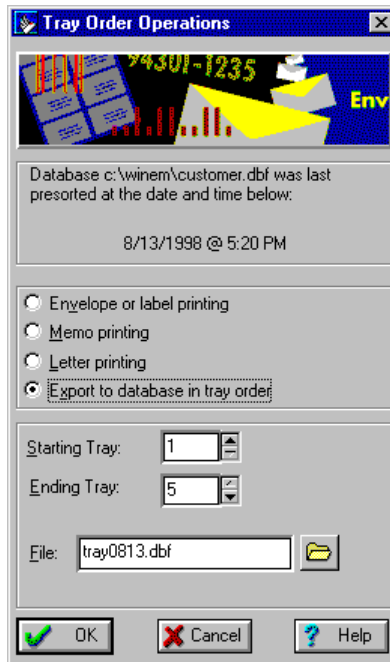 Tray Order Operations
94301-1235
Env
Database c:\winem\customer.dbf was last
presorted at the date and time below:
8/13/1998 @ 5:20 PM
Envelope or label printing
Memo printing
Letter printing
Export to database in tray order
Starting Tray: 1
Ending Tray: 5
File: tray0813.dbf
OK Cancel Help